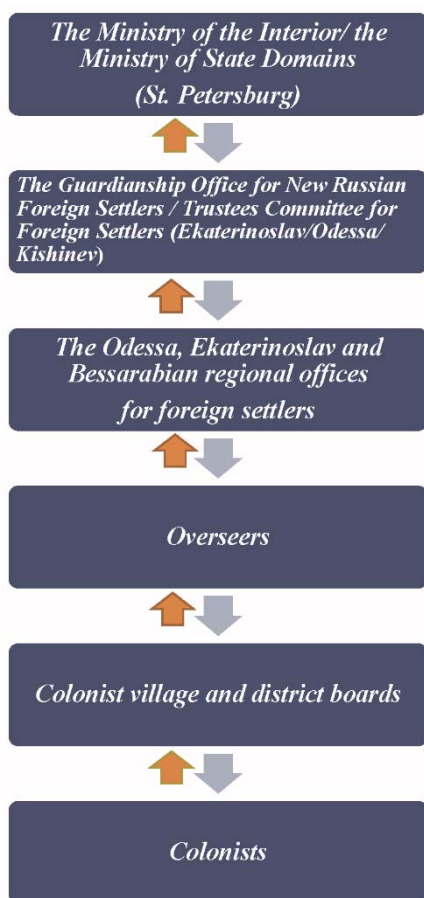 The Ministry of the Interior/ the
Ministry of State Domains
(St. Petersburg)
The Guardianship Office for New Russian
Foreign Settlers / Trustees Committee for
Foreign Settlers (Ekaterinoslav/Odessa/
Kishinev)
The Odessa, Ekaterinoslav and
Bessarabian regional offices
for foreign settlers
Overseers
Colonist village and district boards
Colonists